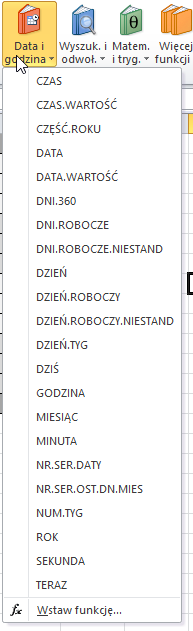 Data i godzina
Wyszuk. i odwoł.
Matem. i tryg.
Więcej funkcji
CZAS
CZAS.WARTOŚĆ
CZĘŚĆ.ROKU
DATA
DATA.WARTOŚĆ
DNI.360
DNI.ROBOCZE
DNI.ROBOCZE.NIESTAND
DZIEŃ
DZIEŃ.ROBOCZY
DZIEŃ.ROBOCZY.NIESTAND
DZIEŃ.TYG
DZIŚ
GODZINA
MIESIĄC
MINUTA
NR.SER.DATY
NR.SER.OST.DN.MIES
NUM.TYG
ROK
SEKUNDA
TERAZ
fx Wstaw funkcję...